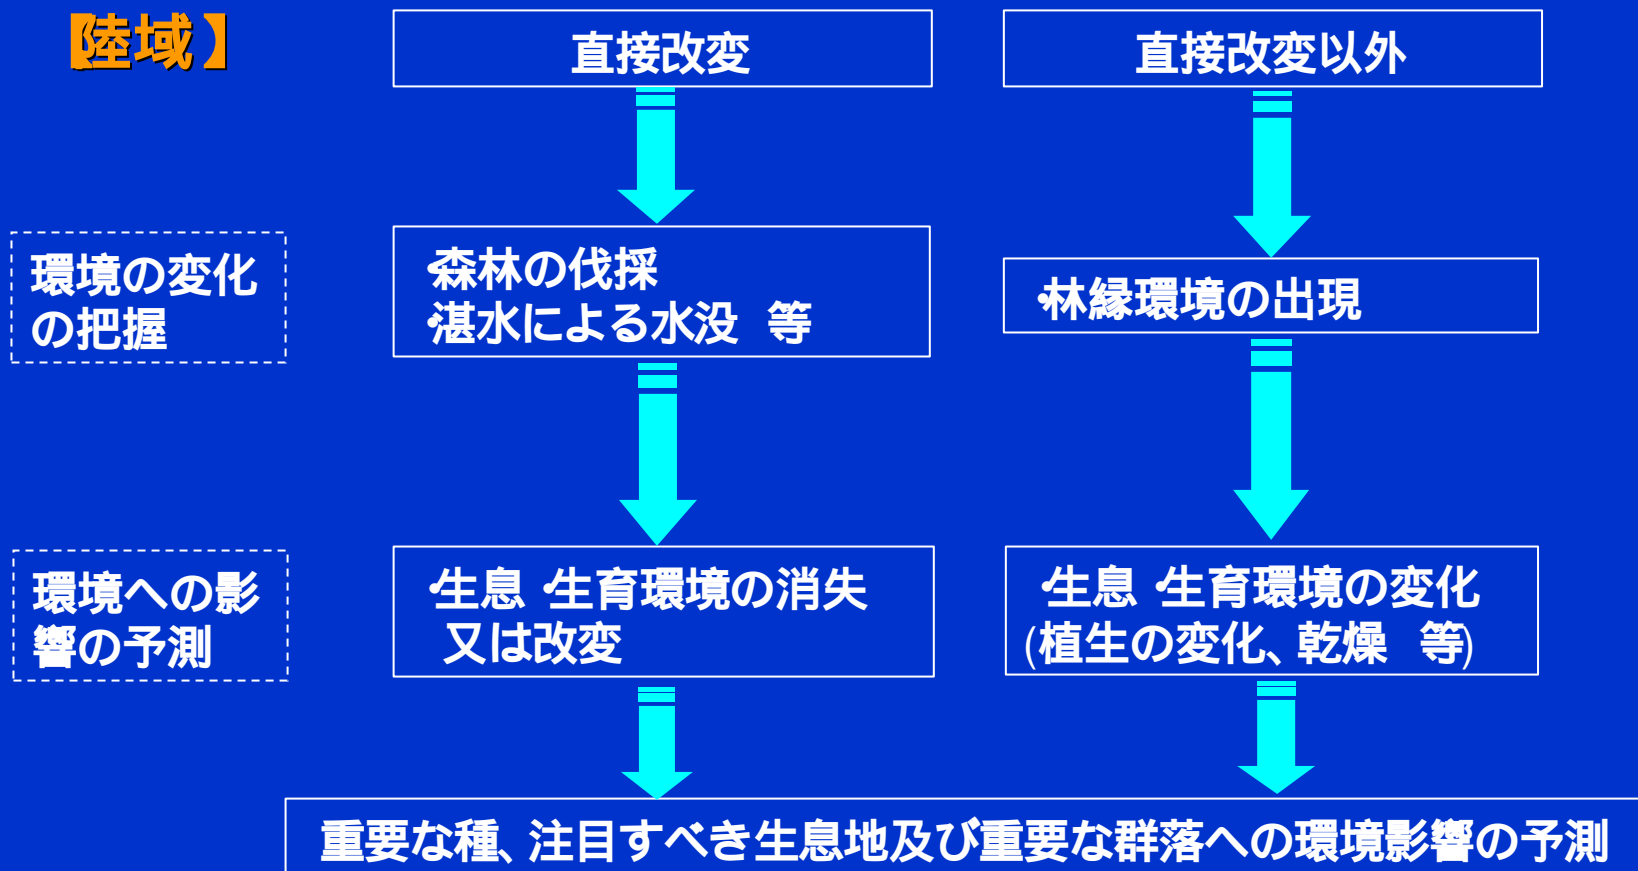 【陸域】
直接改変
直接改変以外
環境の変化
の把握
・森林の伐採
・湛水による水没 等
・林縁環境の出現
環境への影
響の予測
・生息・生育環境の消失
又は改変
・生息・生育環境の変化
(植生の変化、乾燥 等)
重要な種、注目すべき生息地及び重要な群落への環境影響の予測